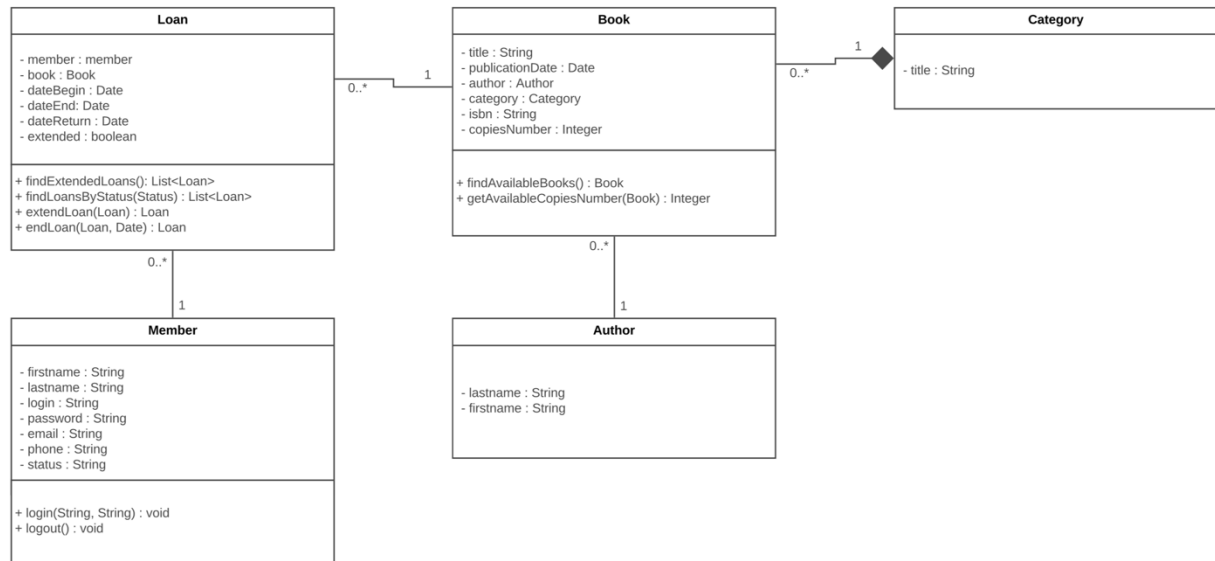 Loan
- member : member
- book : Book
- dateBegin : Date
- dateEnd: Date
- dateReturn : Date
- extended : boolean
+ findExtendedLoans(): List<Loan>
+ findLoansByStatus(Status) : List<Loan>
+ extendLoan(Loan) : Loan
+ endLoan(Loan, Date) : Loan
0..*
1
Book
- title : String
- publicationDate : Date
- author : Author
- category : Category
- isbn : String
- copiesNumber : Integer
+ findAvailableBooks() : Book
+ getAvailableCopiesNumber(Book) : Integer
0..*
1
Category
- title : String
0..*
1
Member
- firstname : String
- lastname : String
- login : String
- password : String
- email : String
- phone : String
- status : String
+ login(String, String) : void
+ logout() : void
0..*
1
Author
- lastname : String
- firstname : String